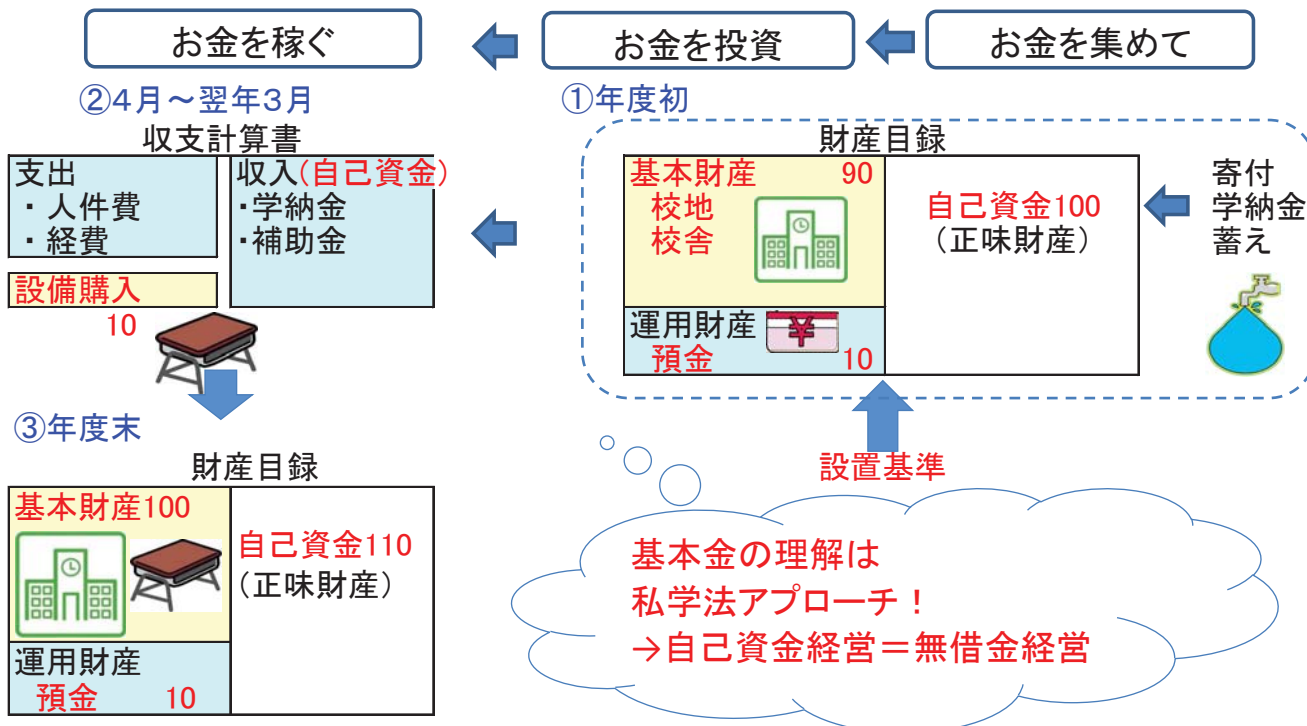 お金を稼ぐ
お金を投資
お金を集めて
②4月~翌年3月
収支計算書
支出
・人件費
・経費
収入(自己資金)
・学納金
・補助金
設備購入
10
①年度初
財産目録
基本財産 90
校地
校舎
自己資金100
(正味財産)
運用財産
¥
預金 10
寄付
学納金
蓄え
③年度末
財産目録
基本財産100
自己資金110
(正味財産)
運用財産
預金 10
設置基準
基本金の理解は
私学法アプローチ!
→自己資金経営=無借金経営